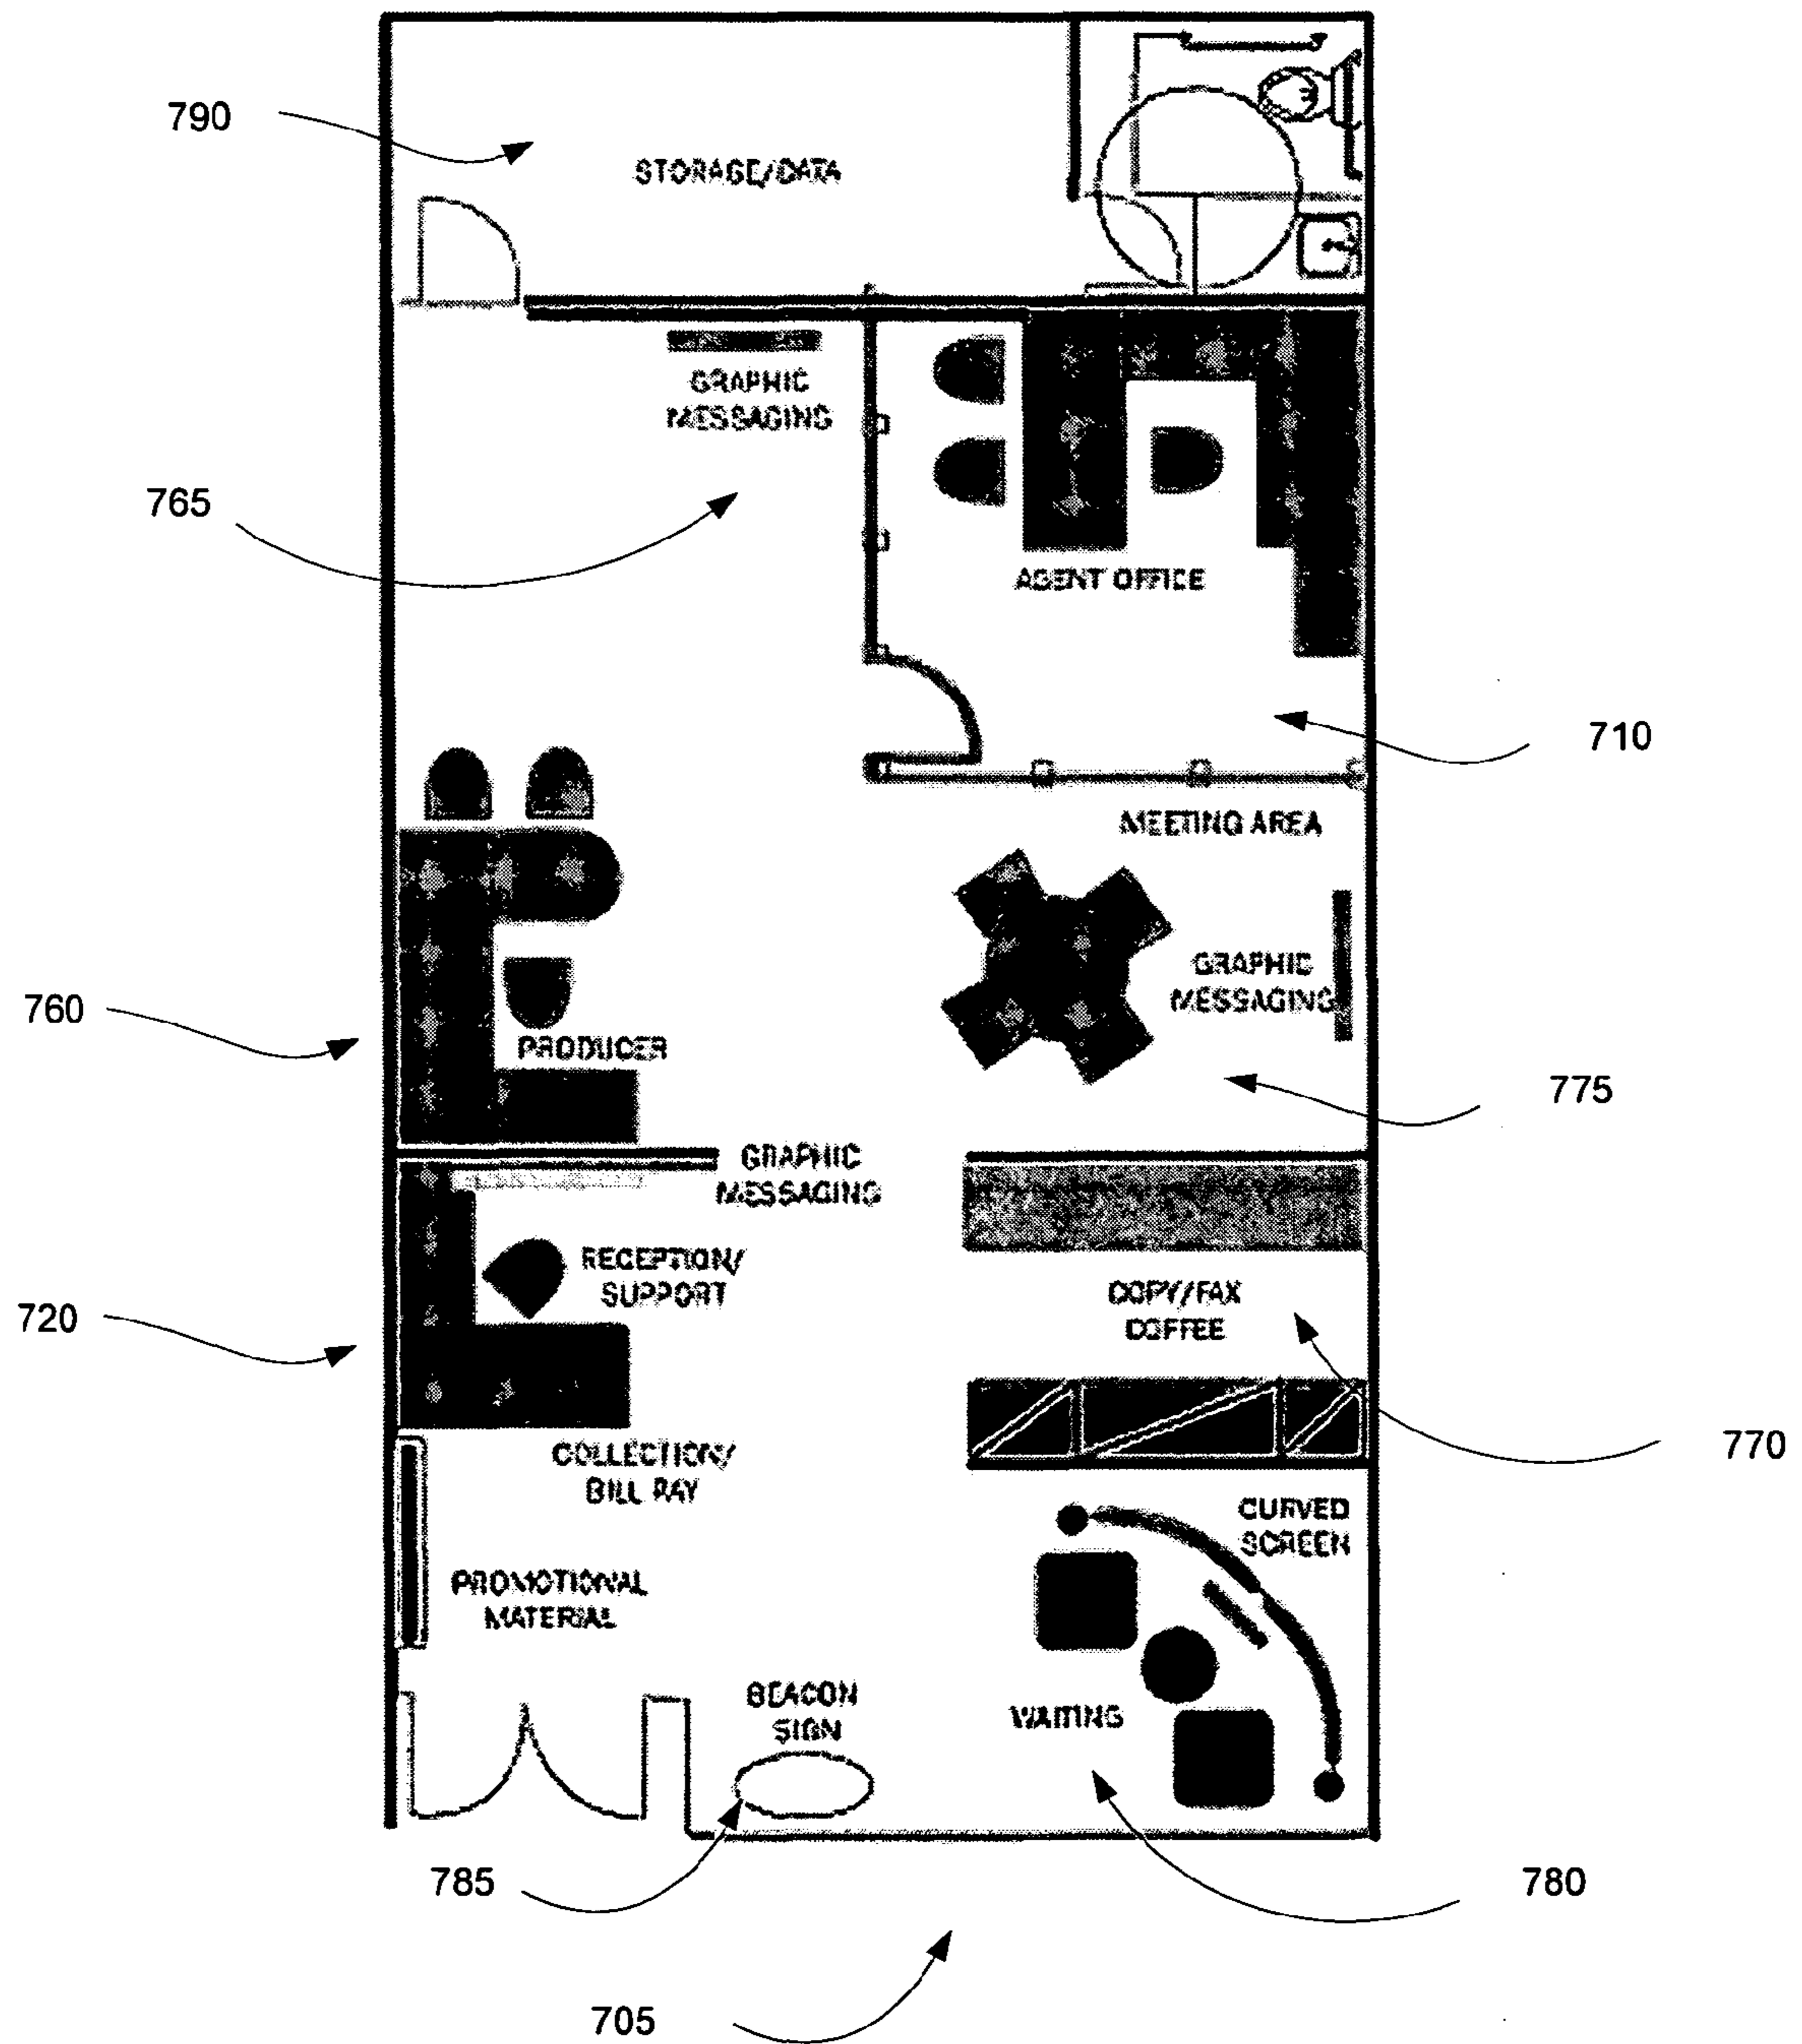 790
STORAGE/DATA
GRAPHIC
MESSAGING
765
AGENT OFFICE
710
MEETING AREA
GRAPHIC
MESSAGING
760
PRODUCER
775
GRAPHIC
MESSAGING
RECEPTION/
SUPPORT
720
COPY/FAX
COFFEE
770
COLLECTION/
BILL PAY
CURVED
SCREEN
PROMOTIONAL
MATERIAL
BEACON
SIGN
WAITING
785
780
705